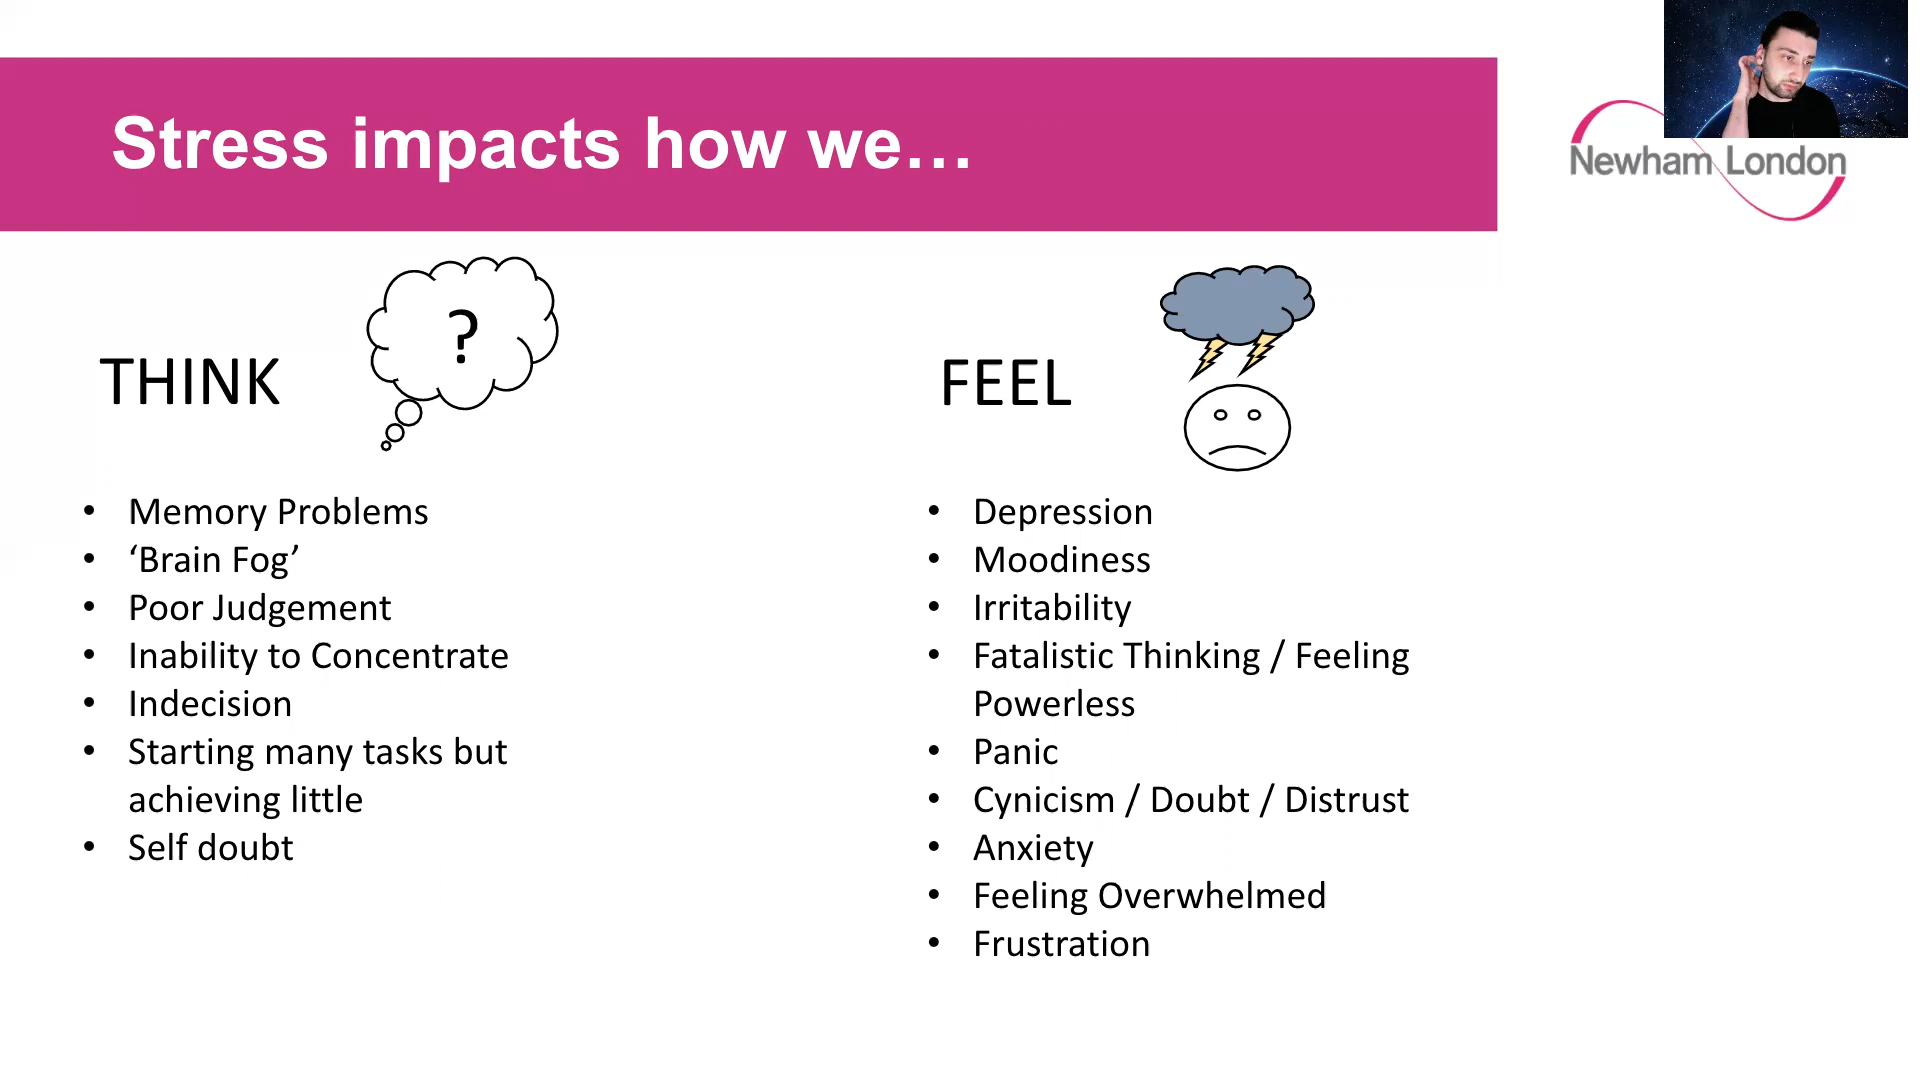 Stress impacts how we…
Newham London
THINK
?
• Memory Problems
• ‘Brain Fog’
• Poor Judgement
• Inability to Concentrate
• Indecision
• Starting many tasks but
achieving little
• Self doubt
FEEL
• Depression
• Moodiness
• Irritability
• Fatalistic Thinking / Feeling
Powerless
• Panic
• Cynicism / Doubt / Distrust
• Anxiety
• Feeling Overwhelmed
• Frustration